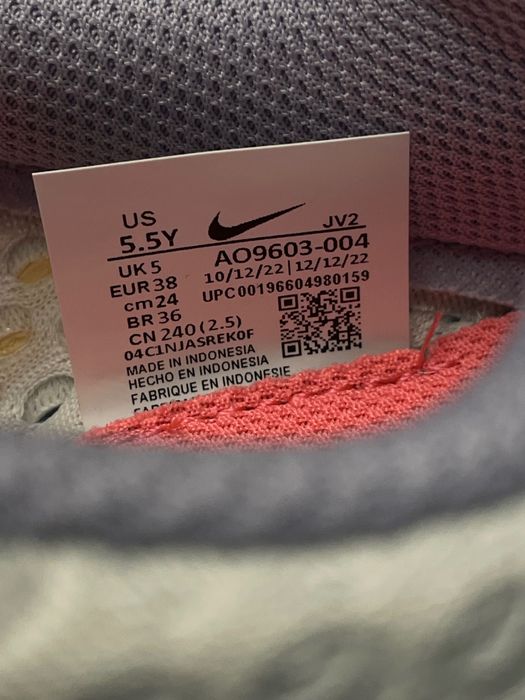 US
5.5Y
JV2
UK 5
AO9603-004
EUR 38
10/12/22 | 12/12/22
cm 24
UPC 00196604980159
BR 36
CN 240 (2.5)
04C1NJASREK0F
MADE IN INDONESIA
HECHO EN INDONESIA
FABRIQUE EN INDONESIE